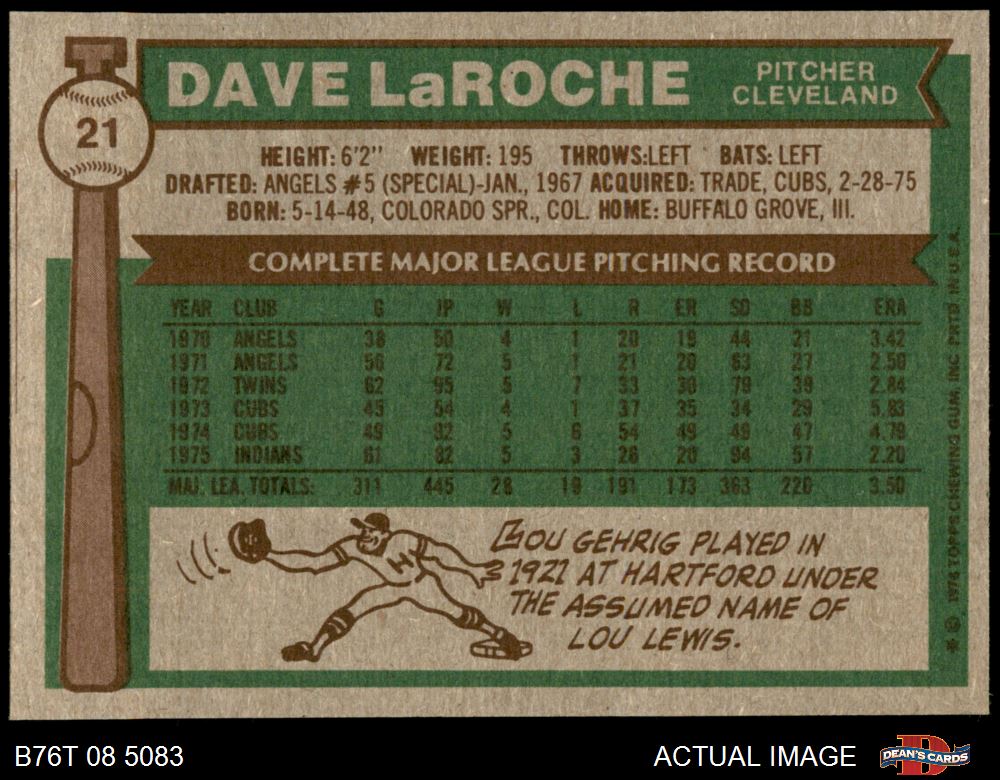 DAVE LaROCHE
PITCHER
CLEVELAND
21
HEIGHT: 6'2" WEIGHT: 195 THROWS:LEFT BATS: LEFT
DRAFTED: ANGELS #5 (SPECIAL)-JAN., 1967 ACQUIRED: TRADE, CUBS, 2-28-75
BORN: 5-14-48, COLORADO SPR., COL. HOME: BUFFALO GROVE, Ill.
COMPLETE MAJOR LEAGUE PITCHING RECORD
YEAR CLUB G IP W L R ER SO BB ERA
1970 ANGELS 38 50 4 1 20 19 44 21 3.42
1971 ANGELS 56 72 5 1 21 20 63 27 2.50
1972 TWINS 62 95 5 7 33 30 79 39 2.84
1973 CUBS 45 54 4 1 37 35 34 29 5.83
1974 CUBS 49 92 5 6 54 49 49 47 4.79
1975 INDIANS 61 82 5 3 26 20 94 57 2.20
MAJ. LEA. TOTALS: 311 445 28 19 191 173 363 220 3.50
LOU GEHRIG PLAYED IN
1921 AT HARTFORD UNDER
THE ASSUMED NAME OF
LOU LEWIS.
H
* © 1976 TOPPS CHEWING GUM INC PRTD IN U.S.A.
B76T 08 5083
ACTUAL IMAGE
D
DEAN'S CARDS